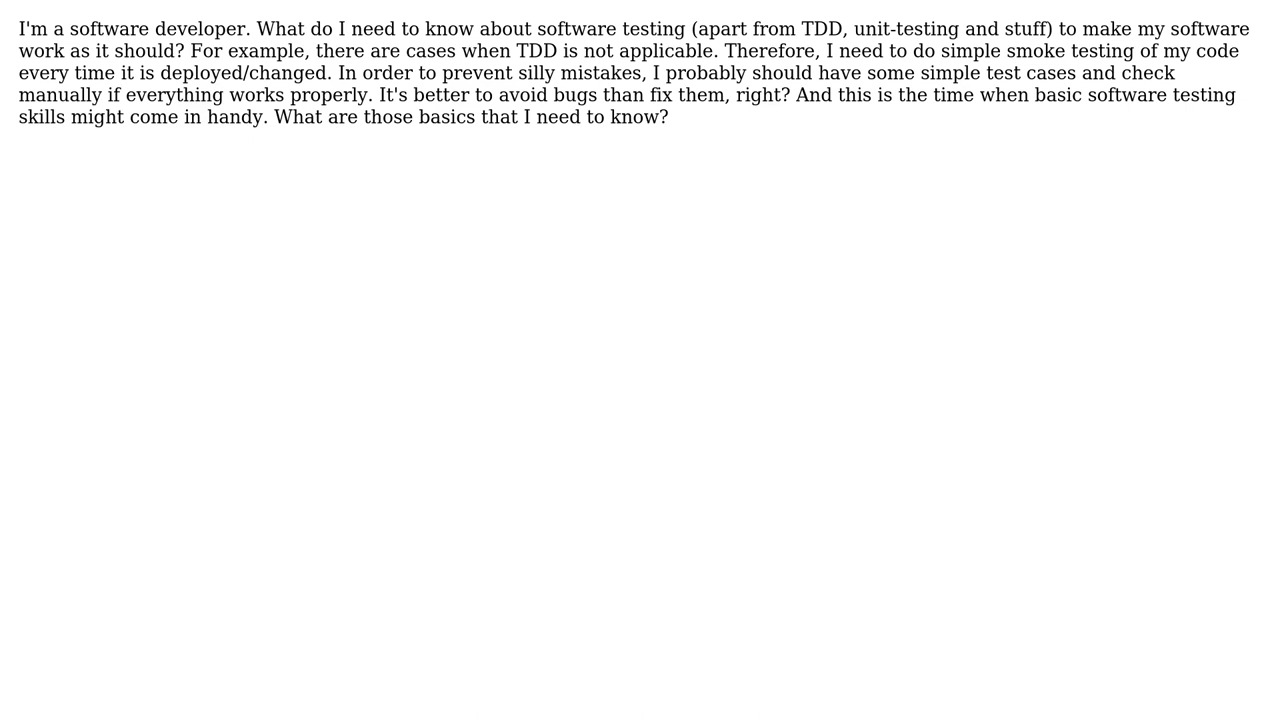 I'm a software developer. What do I need to know about software testing (apart from TDD, unit-testing and stuff) to make my software
work as it should? For example, there are cases when TDD is not applicable. Therefore, I need to do simple smoke testing of my code
every time it is deployed/changed. In order to prevent silly mistakes, I probably should have some simple test cases and check
manually if everything works properly. It's better to avoid bugs than fix them, right? And this is the time when basic software testing
skills might come in handy. What are those basics that I need to know?